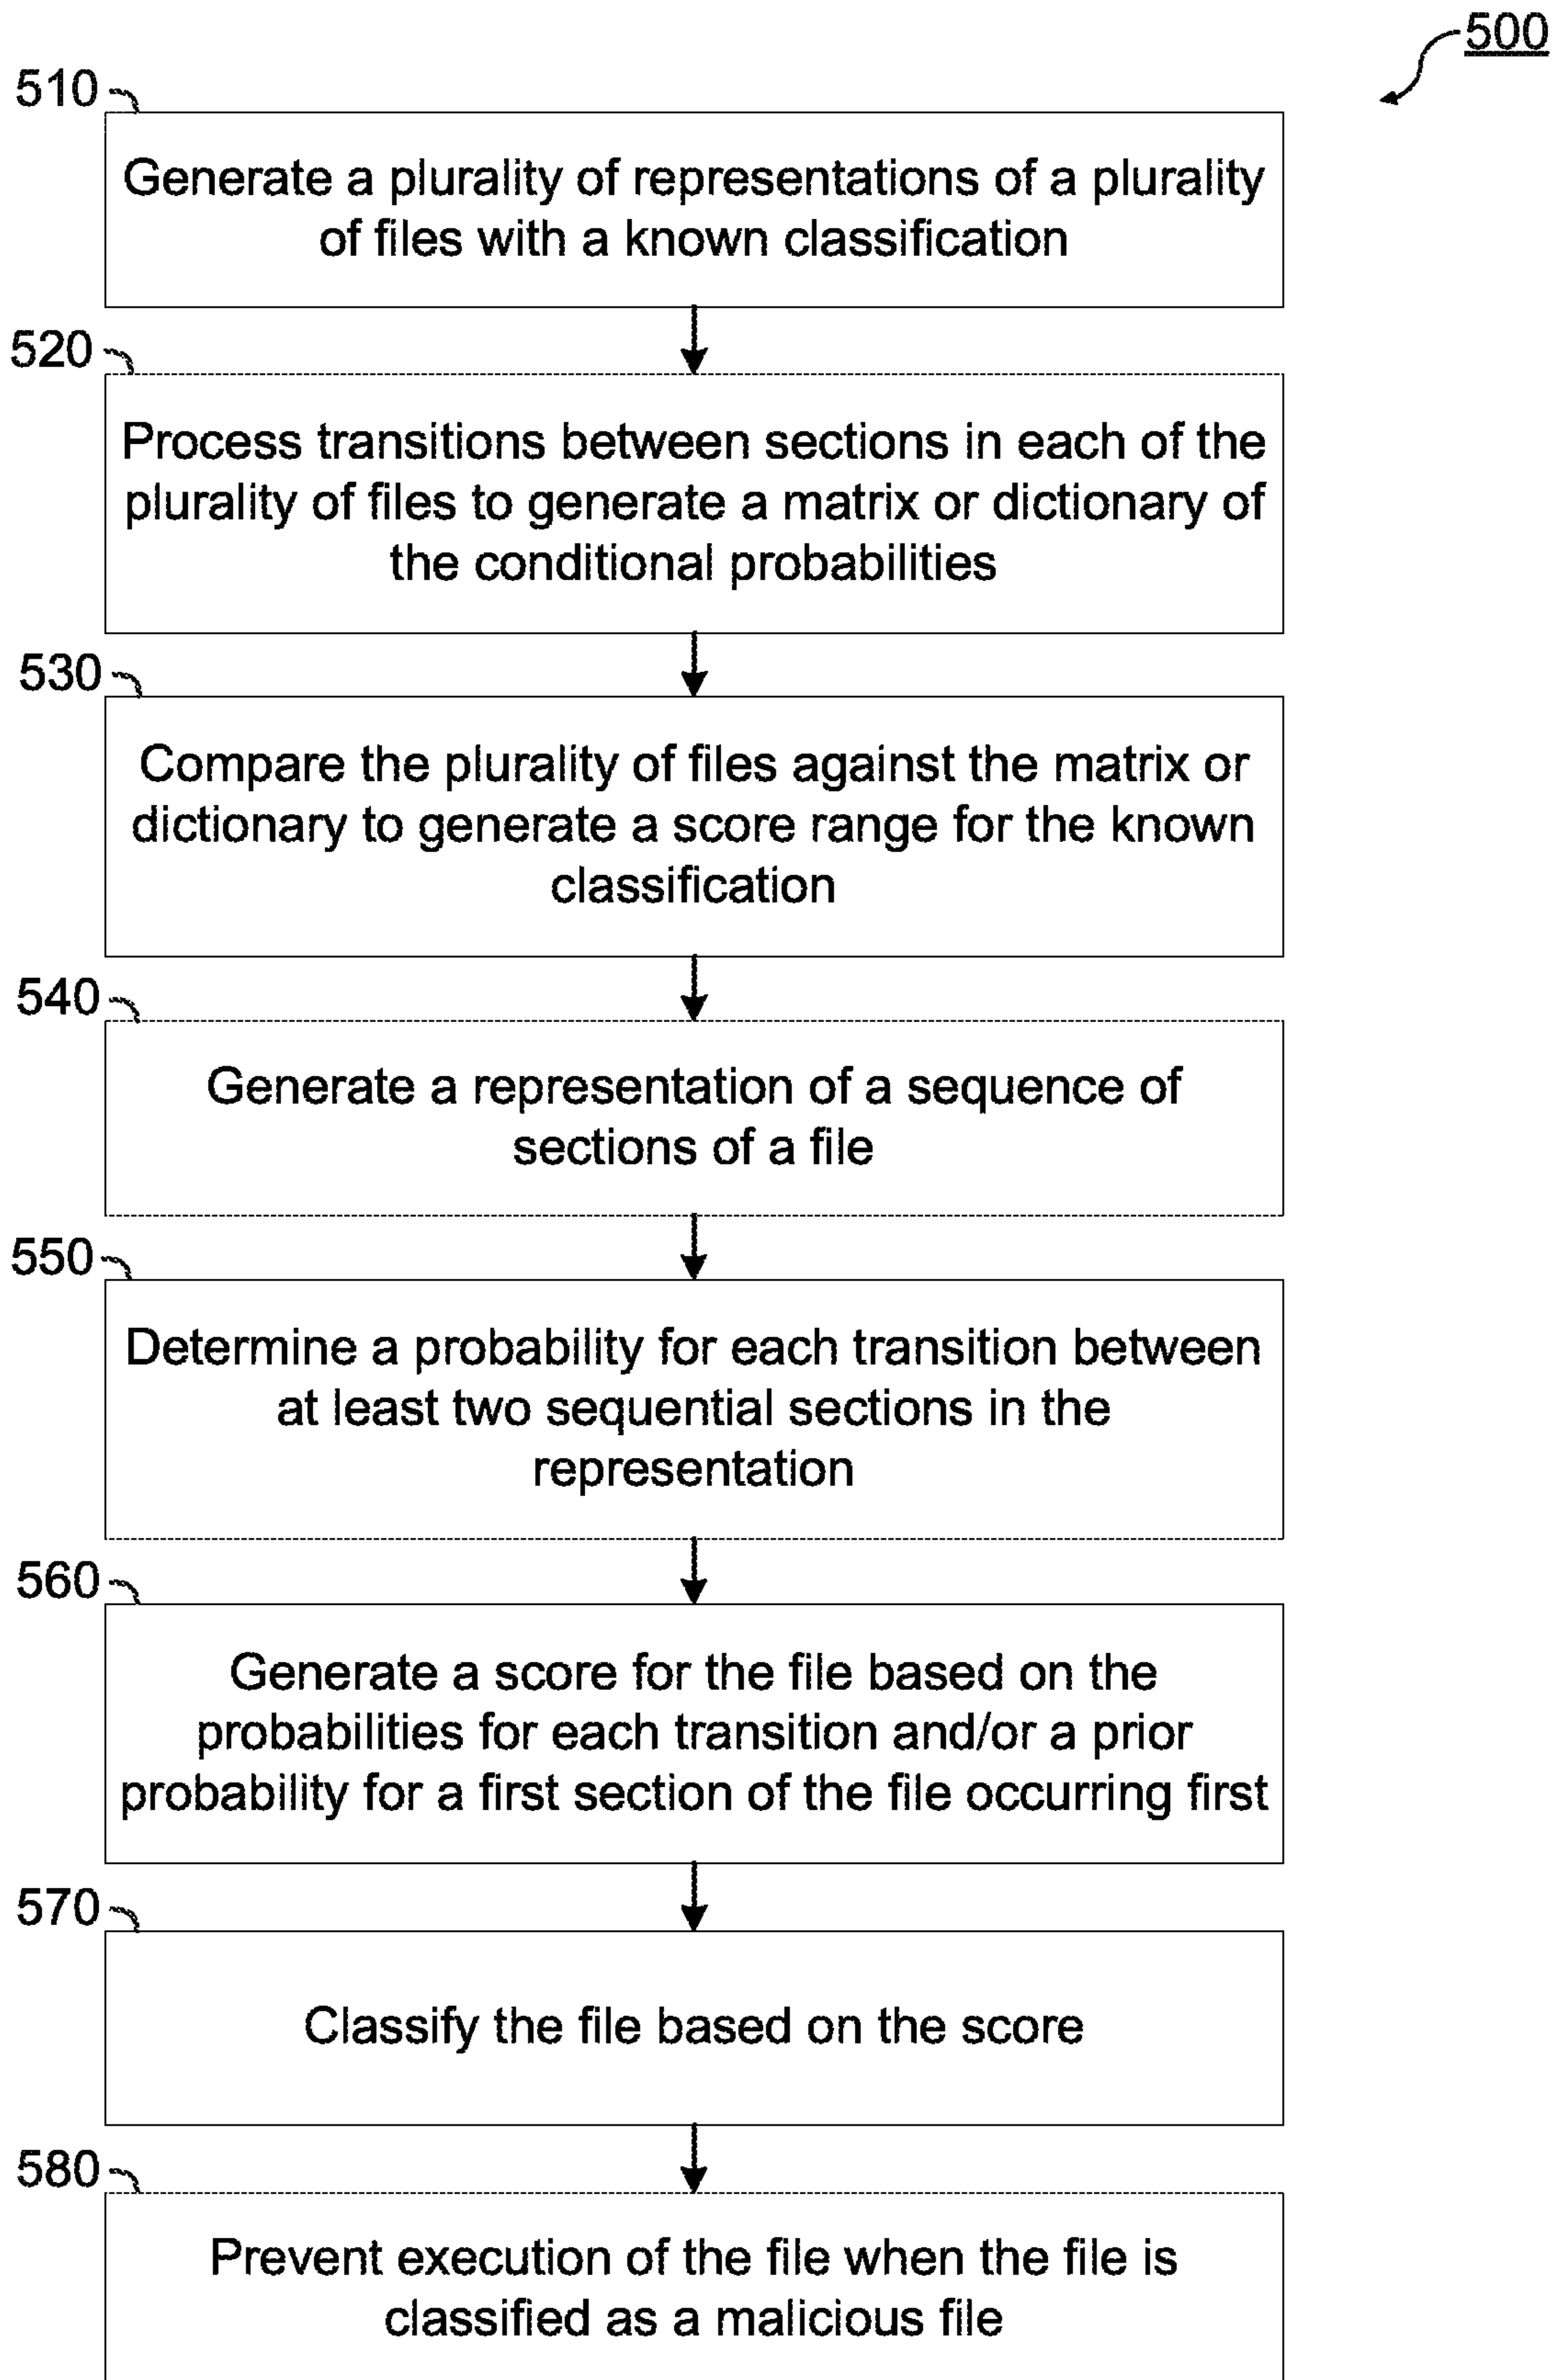 500
510
Generate a plurality of representations of a plurality
of files with a known classification
520
Process transitions between sections in each of the
plurality of files to generate a matrix or dictionary of
the conditional probabilities
530
Compare the plurality of files against the matrix or
dictionary to generate a score range for the known
classification
540
Generate a representation of a sequence of
sections of a file
550
Determine a probability for each transition between
at least two sequential sections in the
representation
560
Generate a score for the file based on the
probabilities for each transition and/or a prior
probability for a first section of the file occurring first
570
Classify the file based on the score
580
Prevent execution of the file when the file is
classified as a malicious file